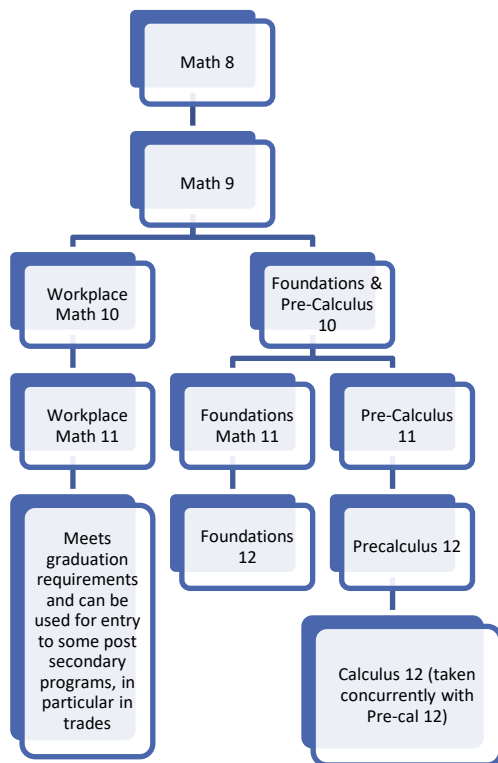 Math 8
Math 9
Workplace
Math 10
Foundations &
Pre-Calculus
10
Workplace
Math 11
Foundations
Math 11
Pre-Calculus
11
Meets
graduation
requirements
and can be
used for entry
to some post
secondary
programs, in
particular in
trades
Foundations
12
Precalculus 12
Calculus 12 (taken
concurrently with
Pre-cal 12)